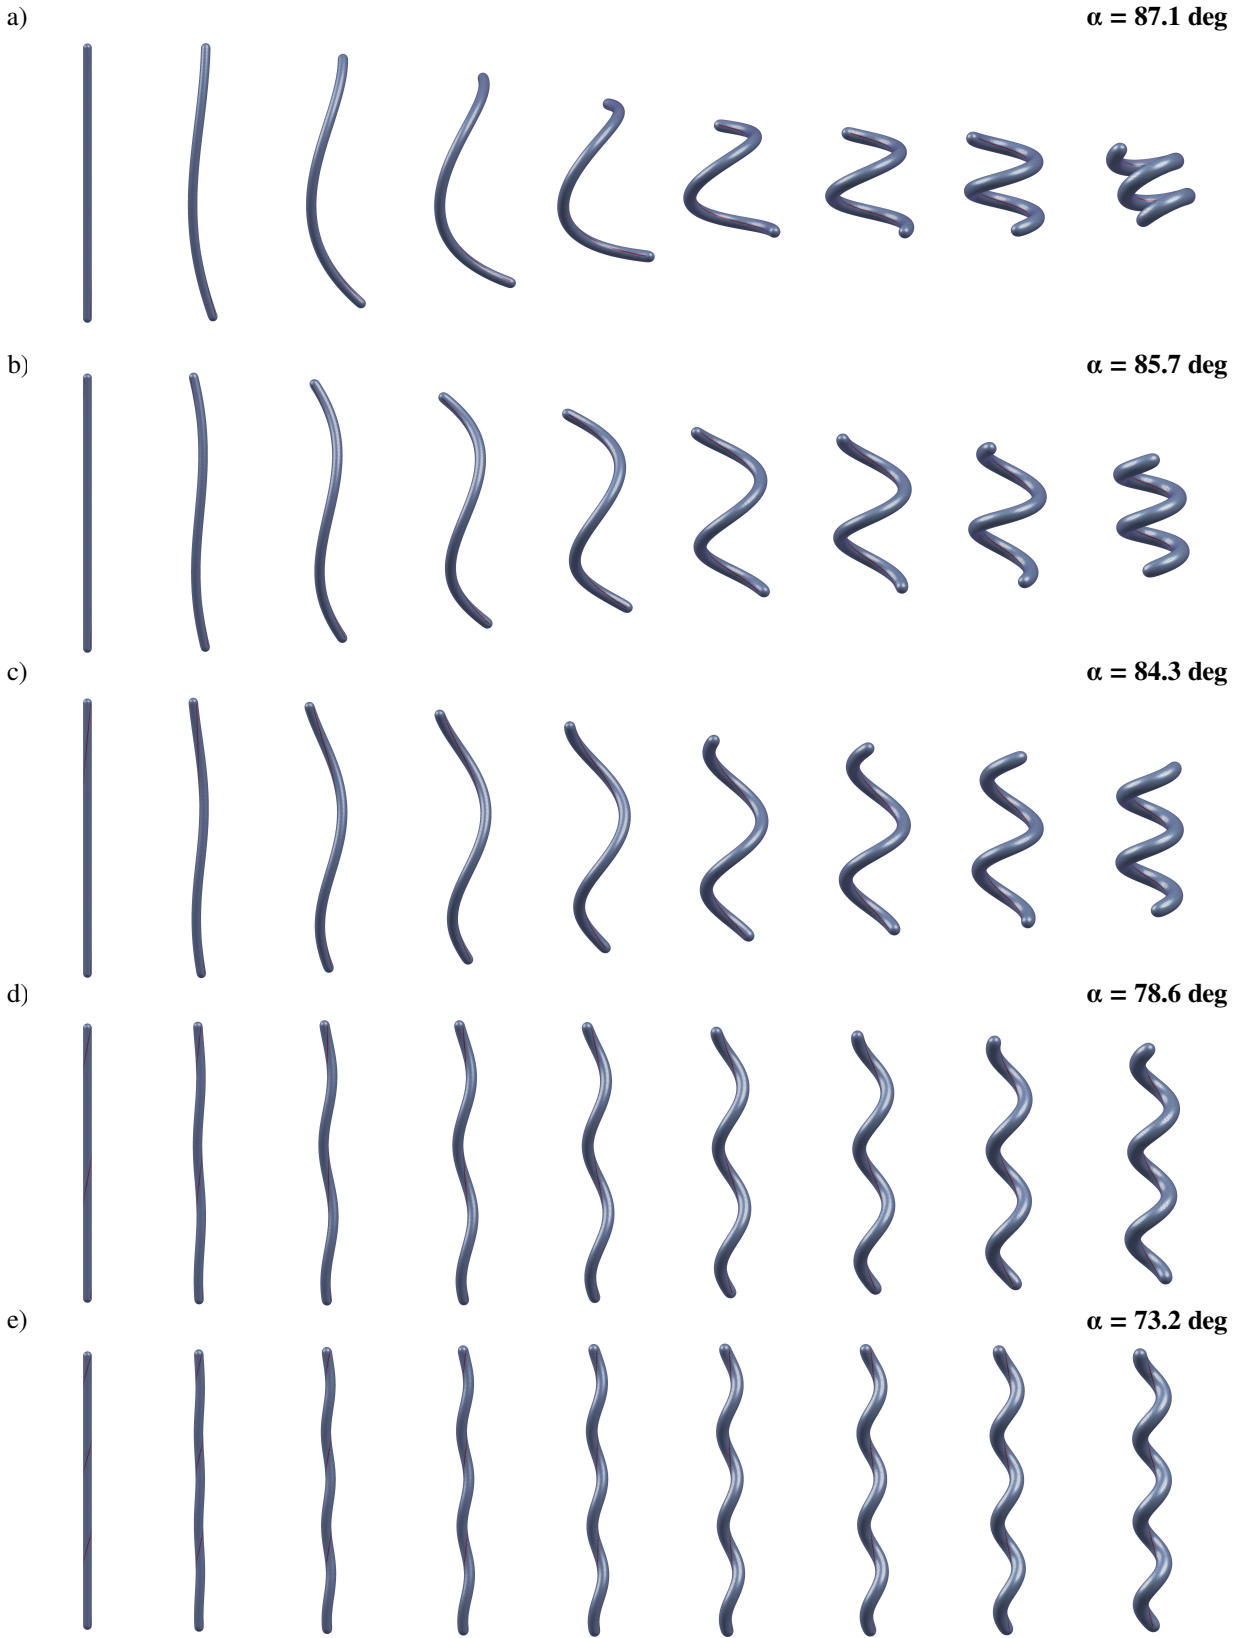 a) α = 87.1 deg
b) α = 85.7 deg
c) α = 84.3 deg
d) α = 78.6 deg
e) α = 73.2 deg